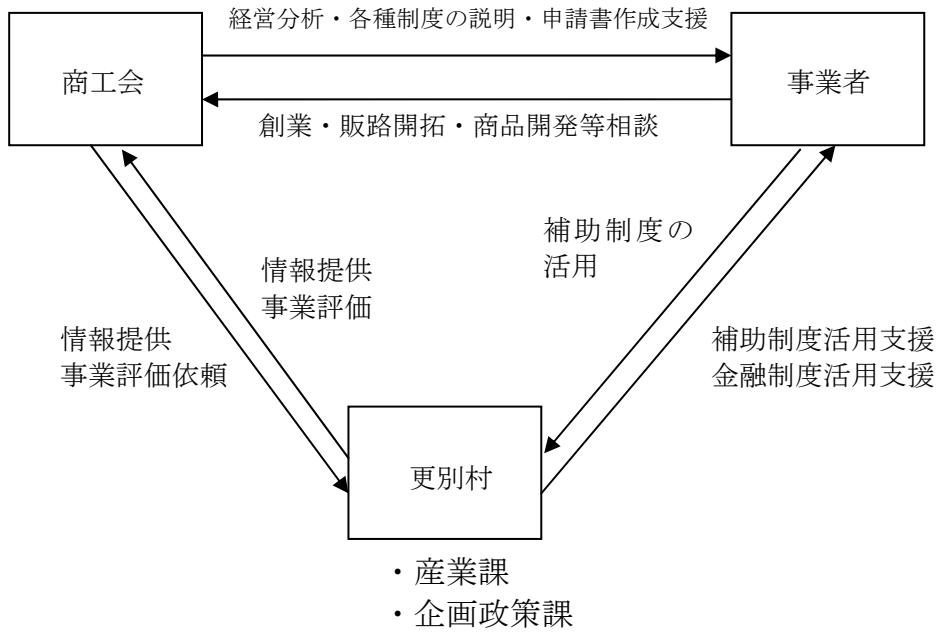 経営分析・各種制度の説明・申請書作成支援
商工会
事業者
創業・販路開拓・商品開発等相談
補助制度の
活用
情報提供
事業評価
情報提供
事業評価依頼
補助制度活用支援
金融制度活用支援
更別村
・産業課
・企画政策課